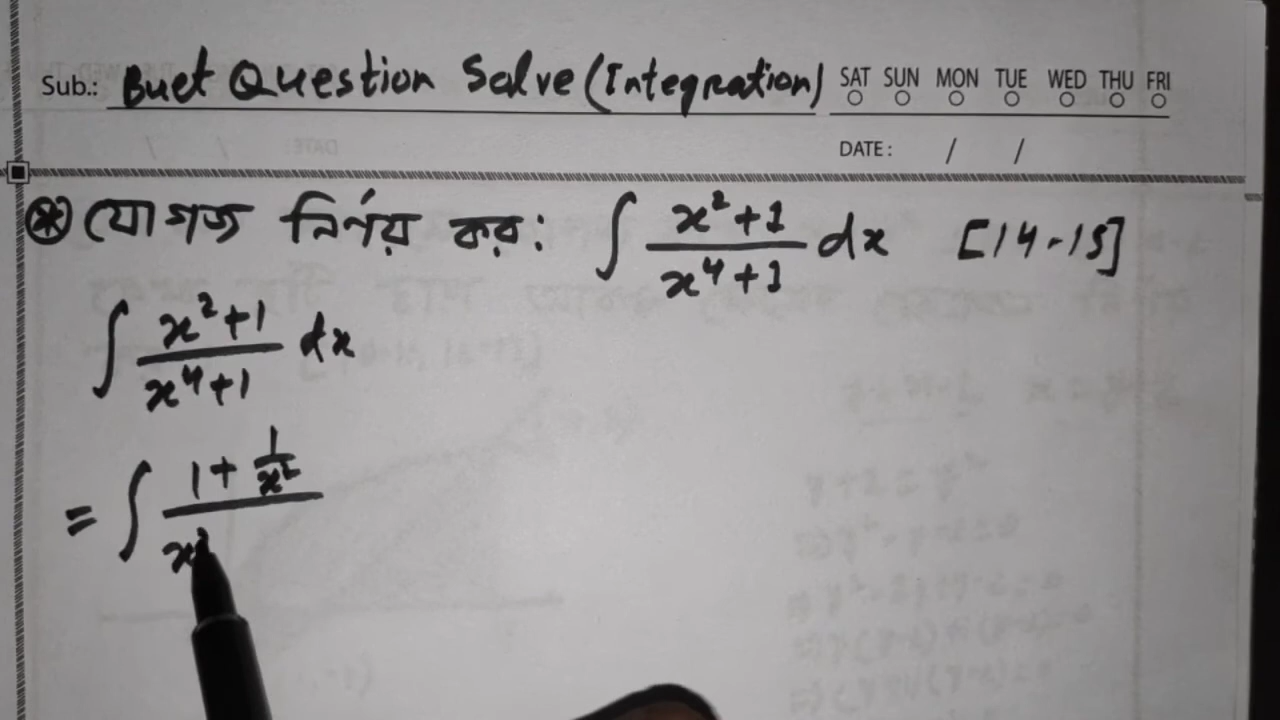 Sub.: Buet Question Solve (Integration) SAT SUN MON TUE WED THU FRI
DATE: / /
⊛ যোগজ নির্ণয় কর: ∫ (x²+1)/(x⁴+1) dx [14-15]
∫ (x²+1)/(x⁴+1) dx
= ∫ (1 + 1/x²)/x²